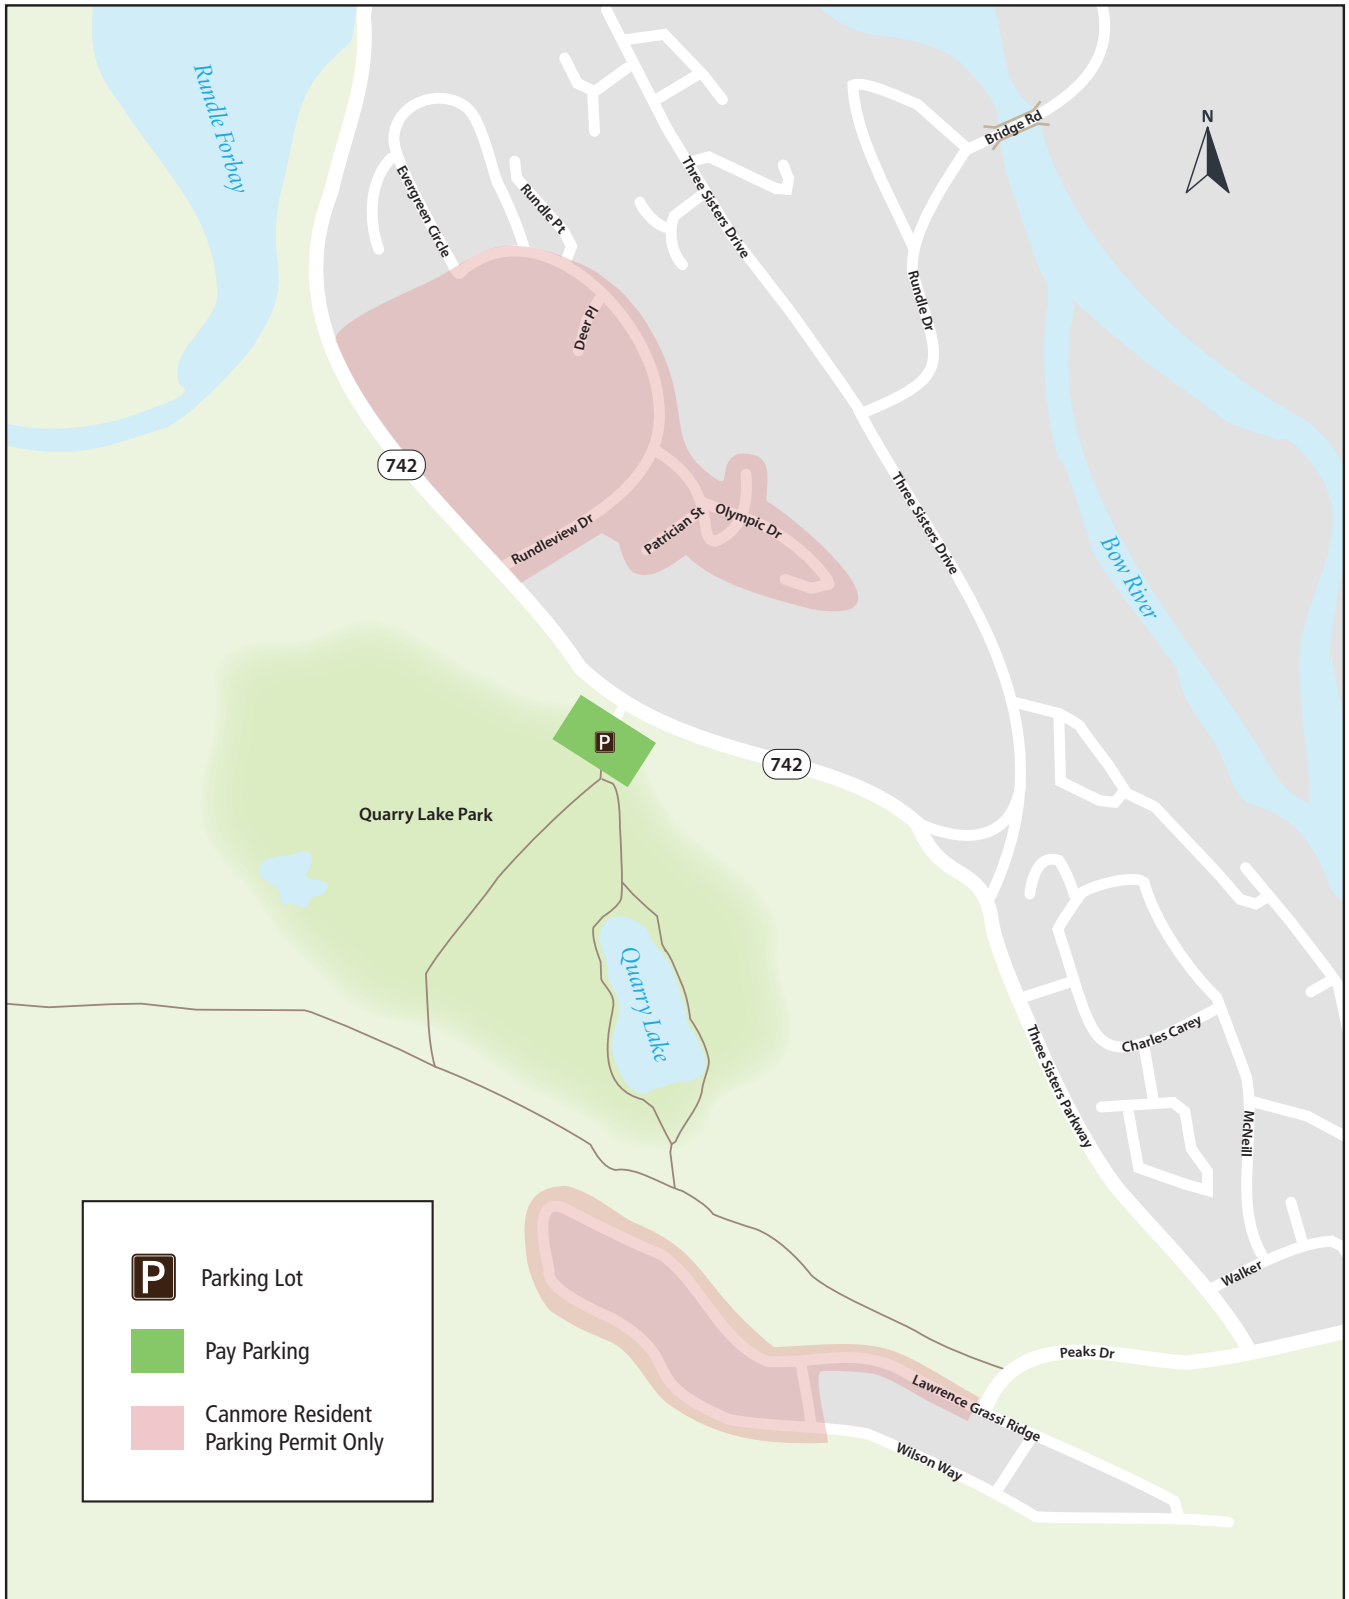 Rundle Forbay
Bridge Rd
N
Three Sisters Drive
Evergreen Circle
Rundle Pt
Rundle Dr
Deer Pl
742
Three Sisters Drive
Olympic Dr
Patrician St
Rundleview Dr
Bow River
P
742
Quarry Lake Park
Quarry Lake
Charles Carey
Three Sisters Parkway
McNeill
Walker
Peaks Dr
Lawrence Grassi Ridge
Wilson Way
P Parking Lot
Pay Parking
Canmore Resident
Parking Permit Only